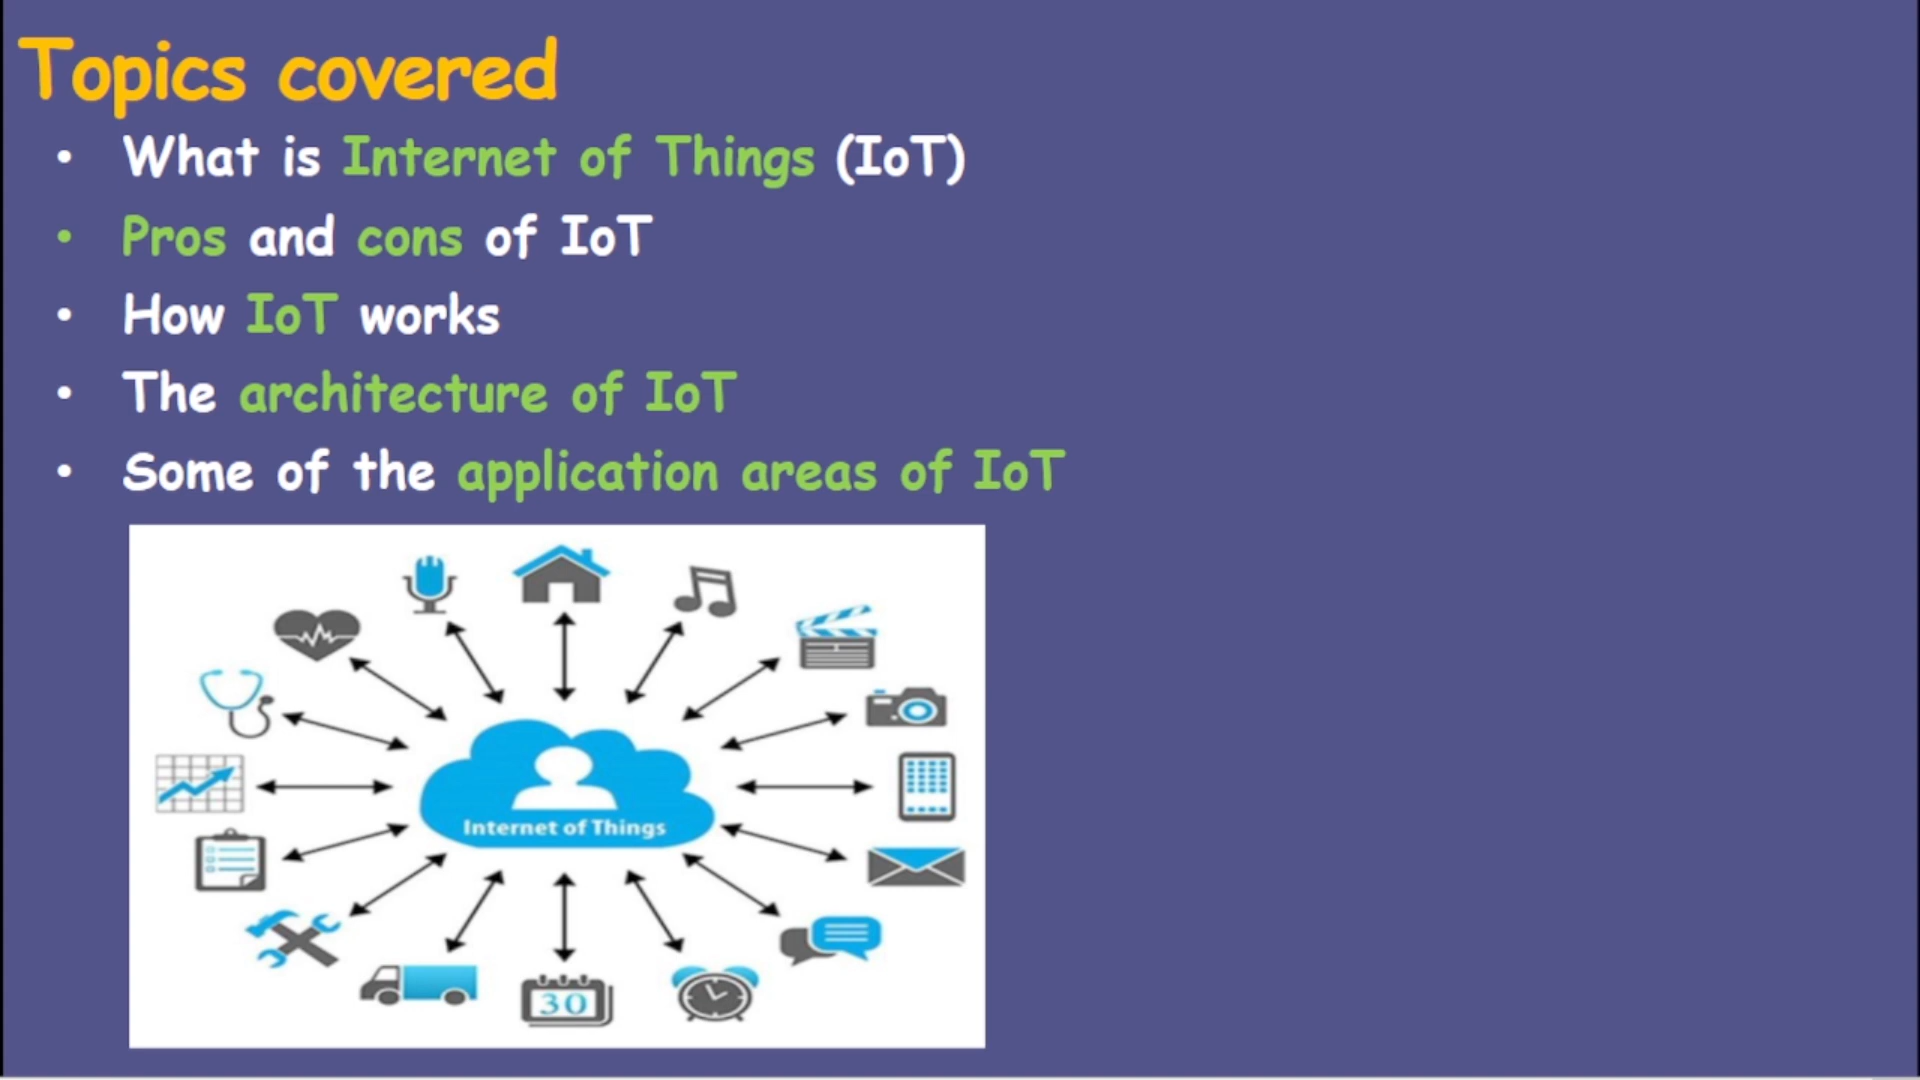 Topics covered
• What is Internet of Things (IoT)
• Pros and cons of IoT
• How IoT works
• The architecture of IoT
• Some of the application areas of IoT
Internet of Things
30